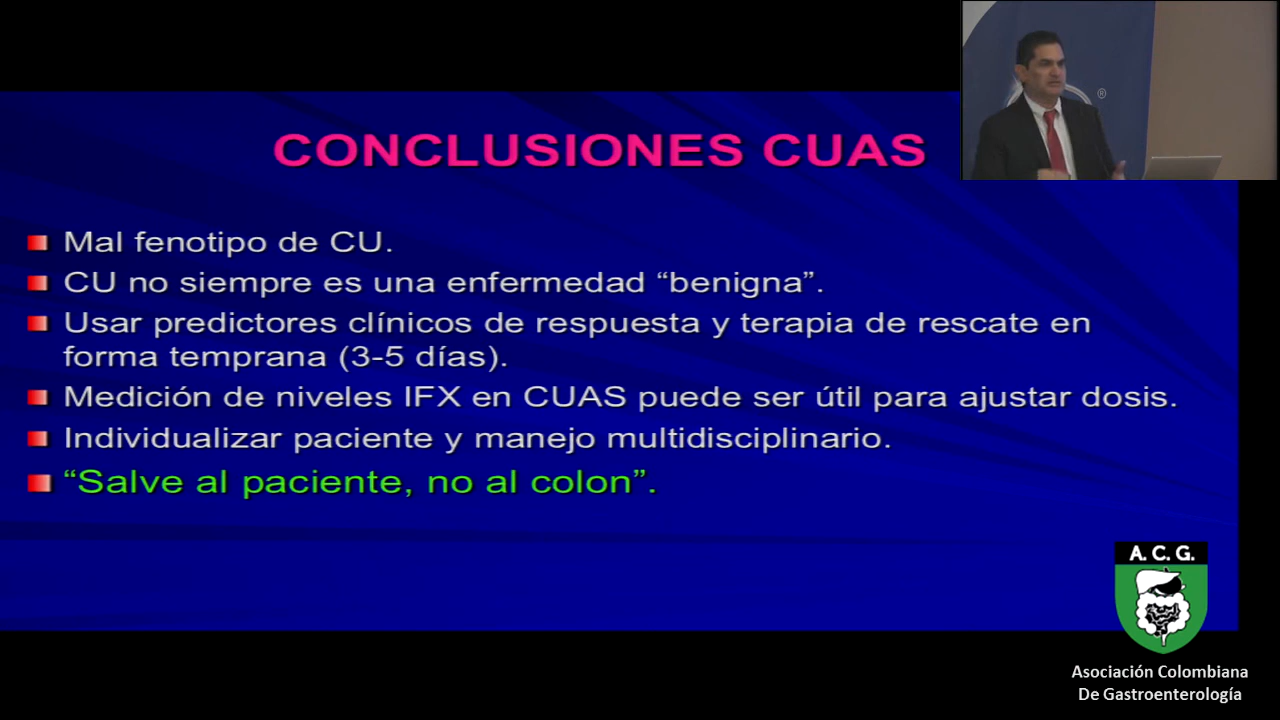 CONCLUSIONES CUAS
®
Mal fenotipo de CU.
CU no siempre es una enfermedad “benigna”.
Usar predictores clínicos de respuesta y terapia de rescate en
forma temprana (3-5 días).
Medición de niveles IFX en CUAS puede ser útil para ajustar dosis.
Individualizar paciente y manejo multidisciplinario.
“Salve al paciente, no al colon”.
A. C. G.
Asociación Colombiana
De Gastroenterología